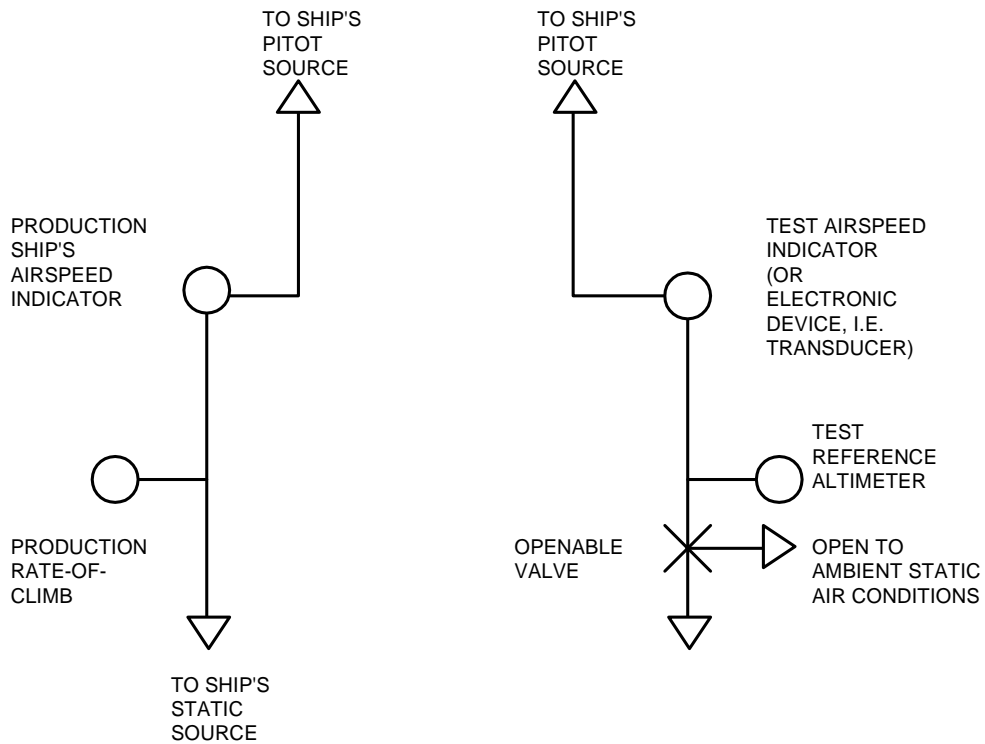 TO SHIP'S
PITOT
SOURCE
TO SHIP'S
PITOT
SOURCE
PRODUCTION
SHIP'S
AIRSPEED
INDICATOR
TEST AIRSPEED
INDICATOR
(OR
ELECTRONIC
DEVICE, I.E.
TRANSDUCER)
TEST
REFERENCE
ALTIMETER
PRODUCTION
RATE-OF-
CLIMB
OPENABLE
VALVE
OPEN TO
AMBIENT STATIC
AIR CONDITIONS
TO SHIP'S
STATIC
SOURCE